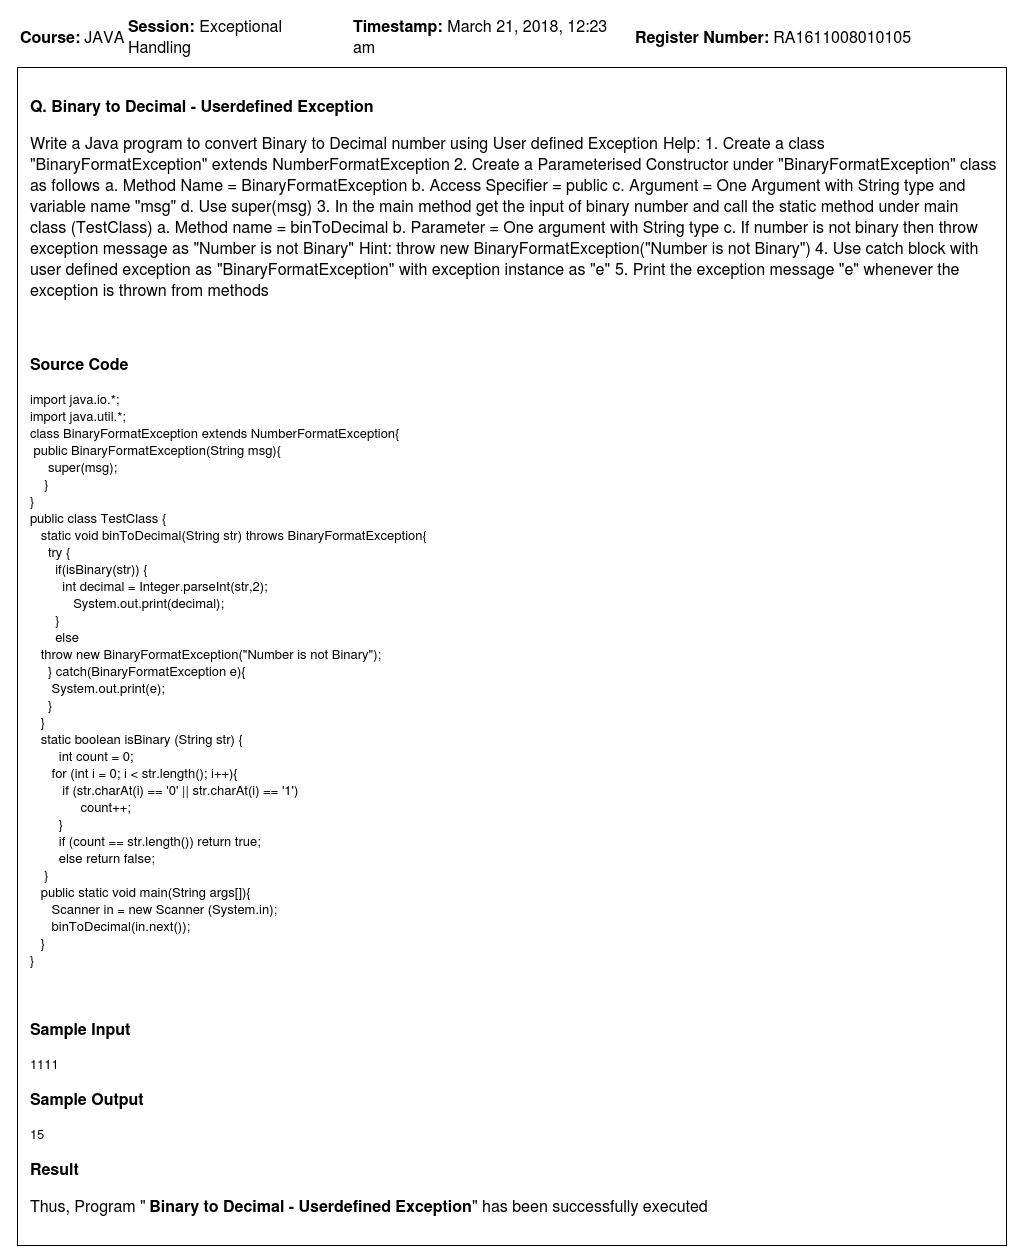 Course: JAVA Session: Exceptional Handling Timestamp: March 21, 2018, 12:23 am Register Number: RA1611008010105
Q. Binary to Decimal - Userdefined Exception
Write a Java program to convert Binary to Decimal number using User defined Exception Help: 1. Create a class
"BinaryFormatException" extends NumberFormatException 2. Create a Parameterised Constructor under "BinaryFormatException" class
as follows a. Method Name = BinaryFormatException b. Access Specifier = public c. Argument = One Argument with String type and
variable name "msg" d. Use super(msg) 3. In the main method get the input of binary number and call the static method under main
class (TestClass) a. Method name = binToDecimal b. Parameter = One argument with String type c. If number is not binary then throw
exception message as "Number is not Binary" Hint: throw new BinaryFormatException("Number is not Binary") 4. Use catch block with
user defined exception as "BinaryFormatException" with exception instance as "e" 5. Print the exception message "e" whenever the
exception is thrown from methods
Source Code
import java.io.*;
import java.util.*;
class BinaryFormatException extends NumberFormatException{
public BinaryFormatException(String msg){
super(msg);
}
}
public class TestClass {
static void binToDecimal(String str) throws BinaryFormatException{
try {
if(isBinary(str)) {
int decimal = Integer.parseInt(str,2);
System.out.print(decimal);
}
else
throw new BinaryFormatException("Number is not Binary");
} catch(BinaryFormatException e){
System.out.print(e);
}
}
static boolean isBinary (String str) {
int count = 0;
for (int i = 0; i < str.length(); i++){
if (str.charAt(i) == '0' || str.charAt(i) == '1')
count++;
}
if (count == str.length()) return true;
else return false;
}
public static void main(String args[]){
Scanner in = new Scanner (System.in);
binToDecimal(in.next());
}
}
Sample Input
1111
Sample Output
15
Result
Thus, Program " Binary to Decimal - Userdefined Exception" has been successfully executed